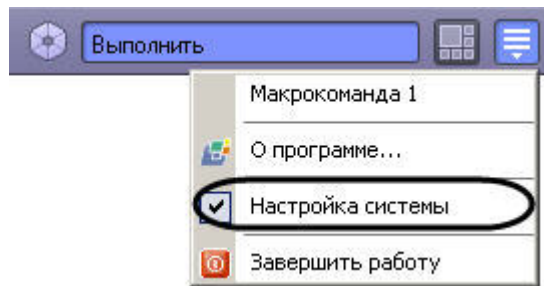 Выполнить
Макрокоманда 1
О программе...
Настройка системы
Завершить работу